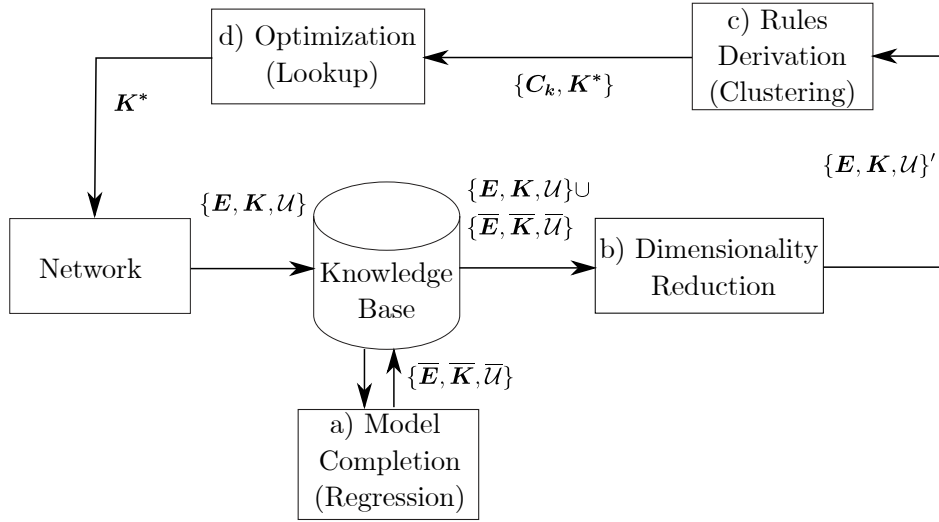 d) Optimization
(Lookup)
c) Rules
Derivation
(Clustering)
{C_k, K*}
K*
{E, K, U}'
{E, K, U}
{E, K, U}∪
{E̅, K̅, U̅}
Network
Knowledge
Base
b) Dimensionality
Reduction
{E̅, K̅, U̅}
a) Model
Completion
(Regression)